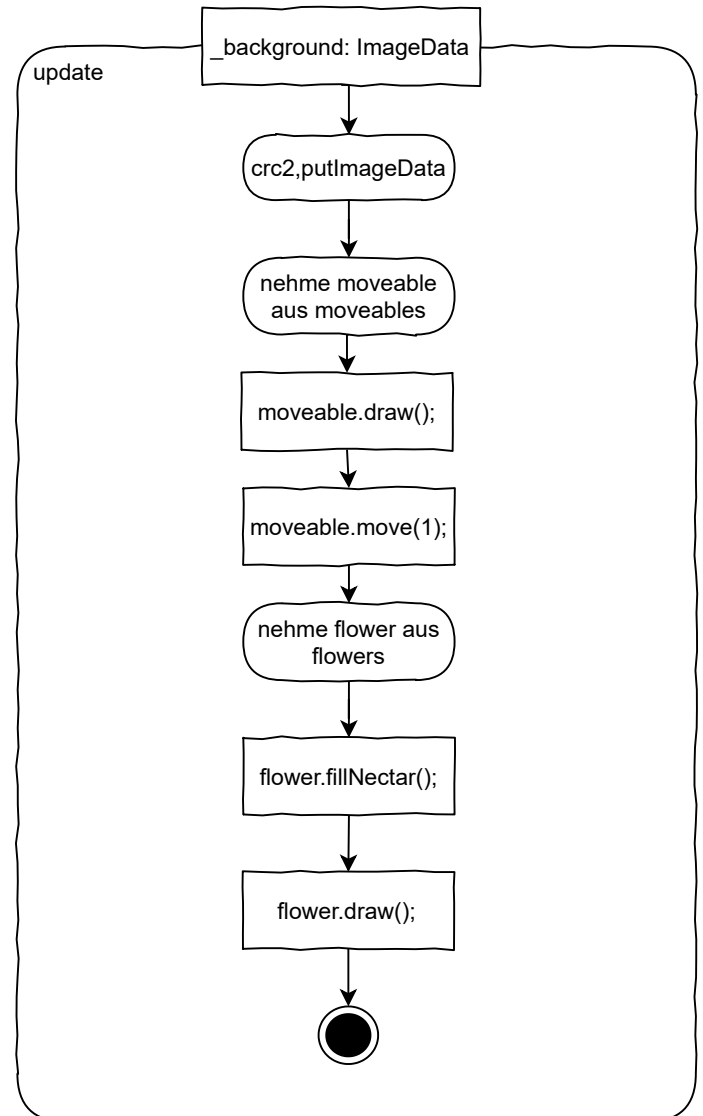 _background: ImageData
update
crc2,putImageData
nehme moveable
aus moveables
moveable.draw();
moveable.move(1);
nehme flower aus
flowers
flower.fillNectar();
flower.draw();